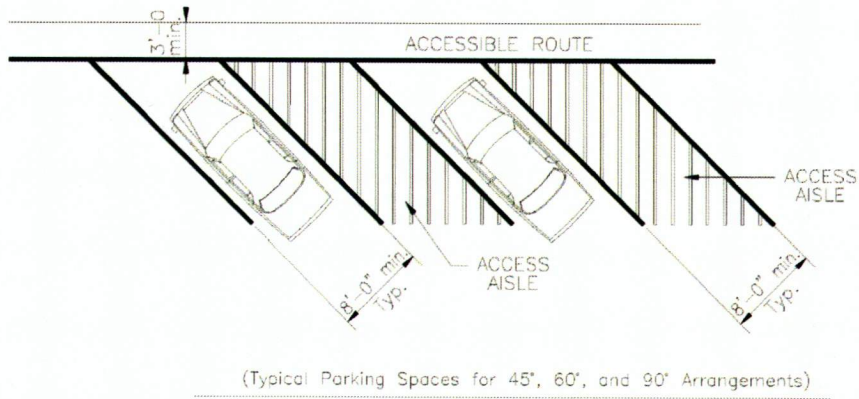 3'-0
min.
ACCESSIBLE ROUTE
ACCESS
AISLE
ACCESS
AISLE
8'-0" min.
Typ.
8'-0" min.
Typ.
(Typical Parking Spaces for 45°, 60°, and 90° Arrangements)